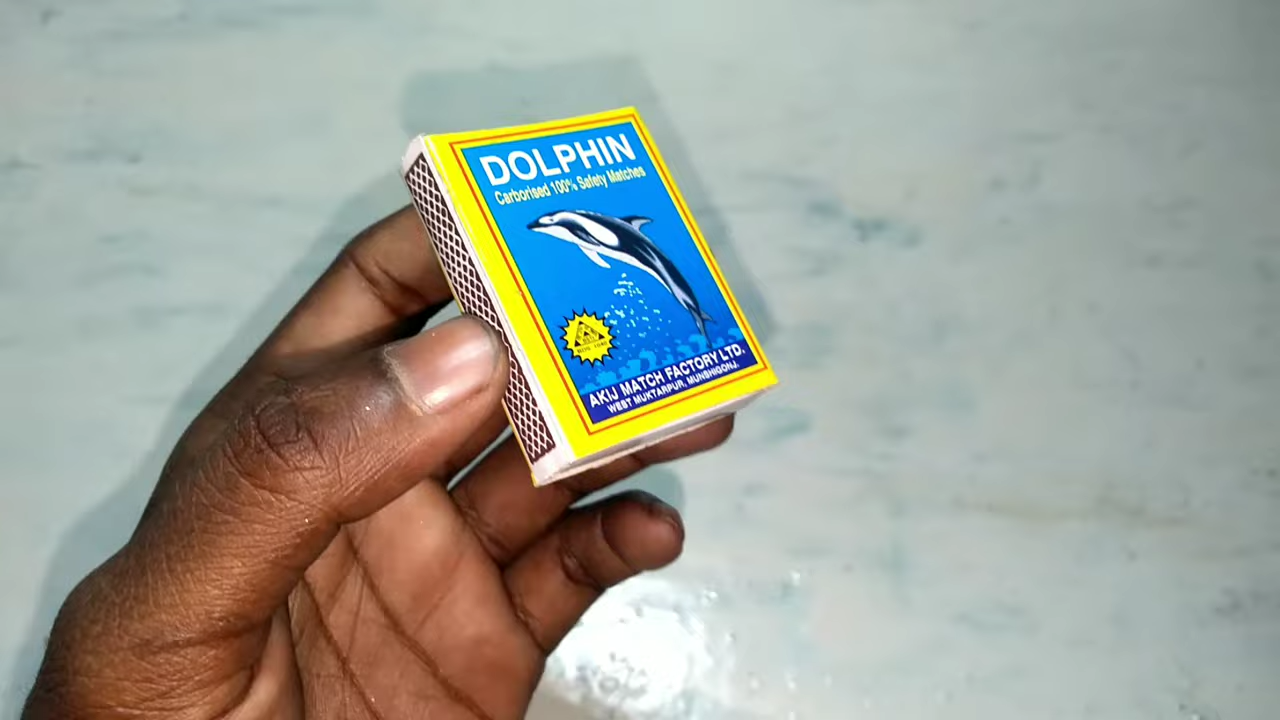 DOLPHIN
Carborised 100% Safety Matches
AKIJ MATCH FACTORY LTD.
WEST MUKTARPUR, MUNSHIGONJ.